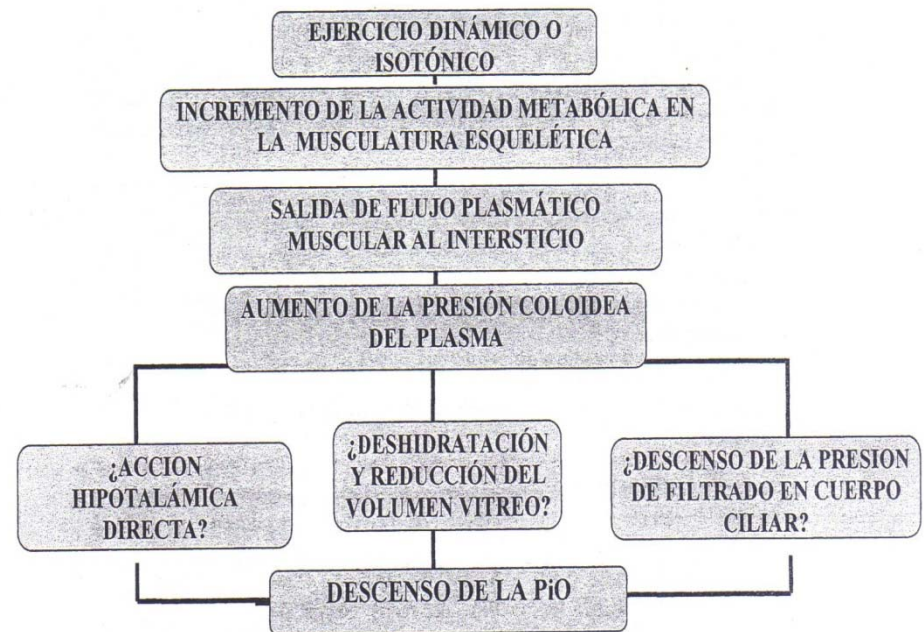 EJERCICIO DINÁMICO O
ISOTÓNICO
INCREMENTO DE LA ACTIVIDAD METABÓLICA EN
LA MUSCULATURA ESQUELÉTICA
SALIDA DE FLUJO PLASMÁTICO
MUSCULAR AL INTERSTICIO
AUMENTO DE LA PRESIÓN COLOIDEA
DEL PLASMA
¿ACCION
HIPOTALÁMICA
DIRECTA?
¿DESHIDRATACIÓN
Y REDUCCIÓN DEL
VOLUMEN VITREO?
¿DESCENSO DE LA PRESION
DE FILTRADO EN CUERPO
CILIAR?
DESCENSO DE LA PiO